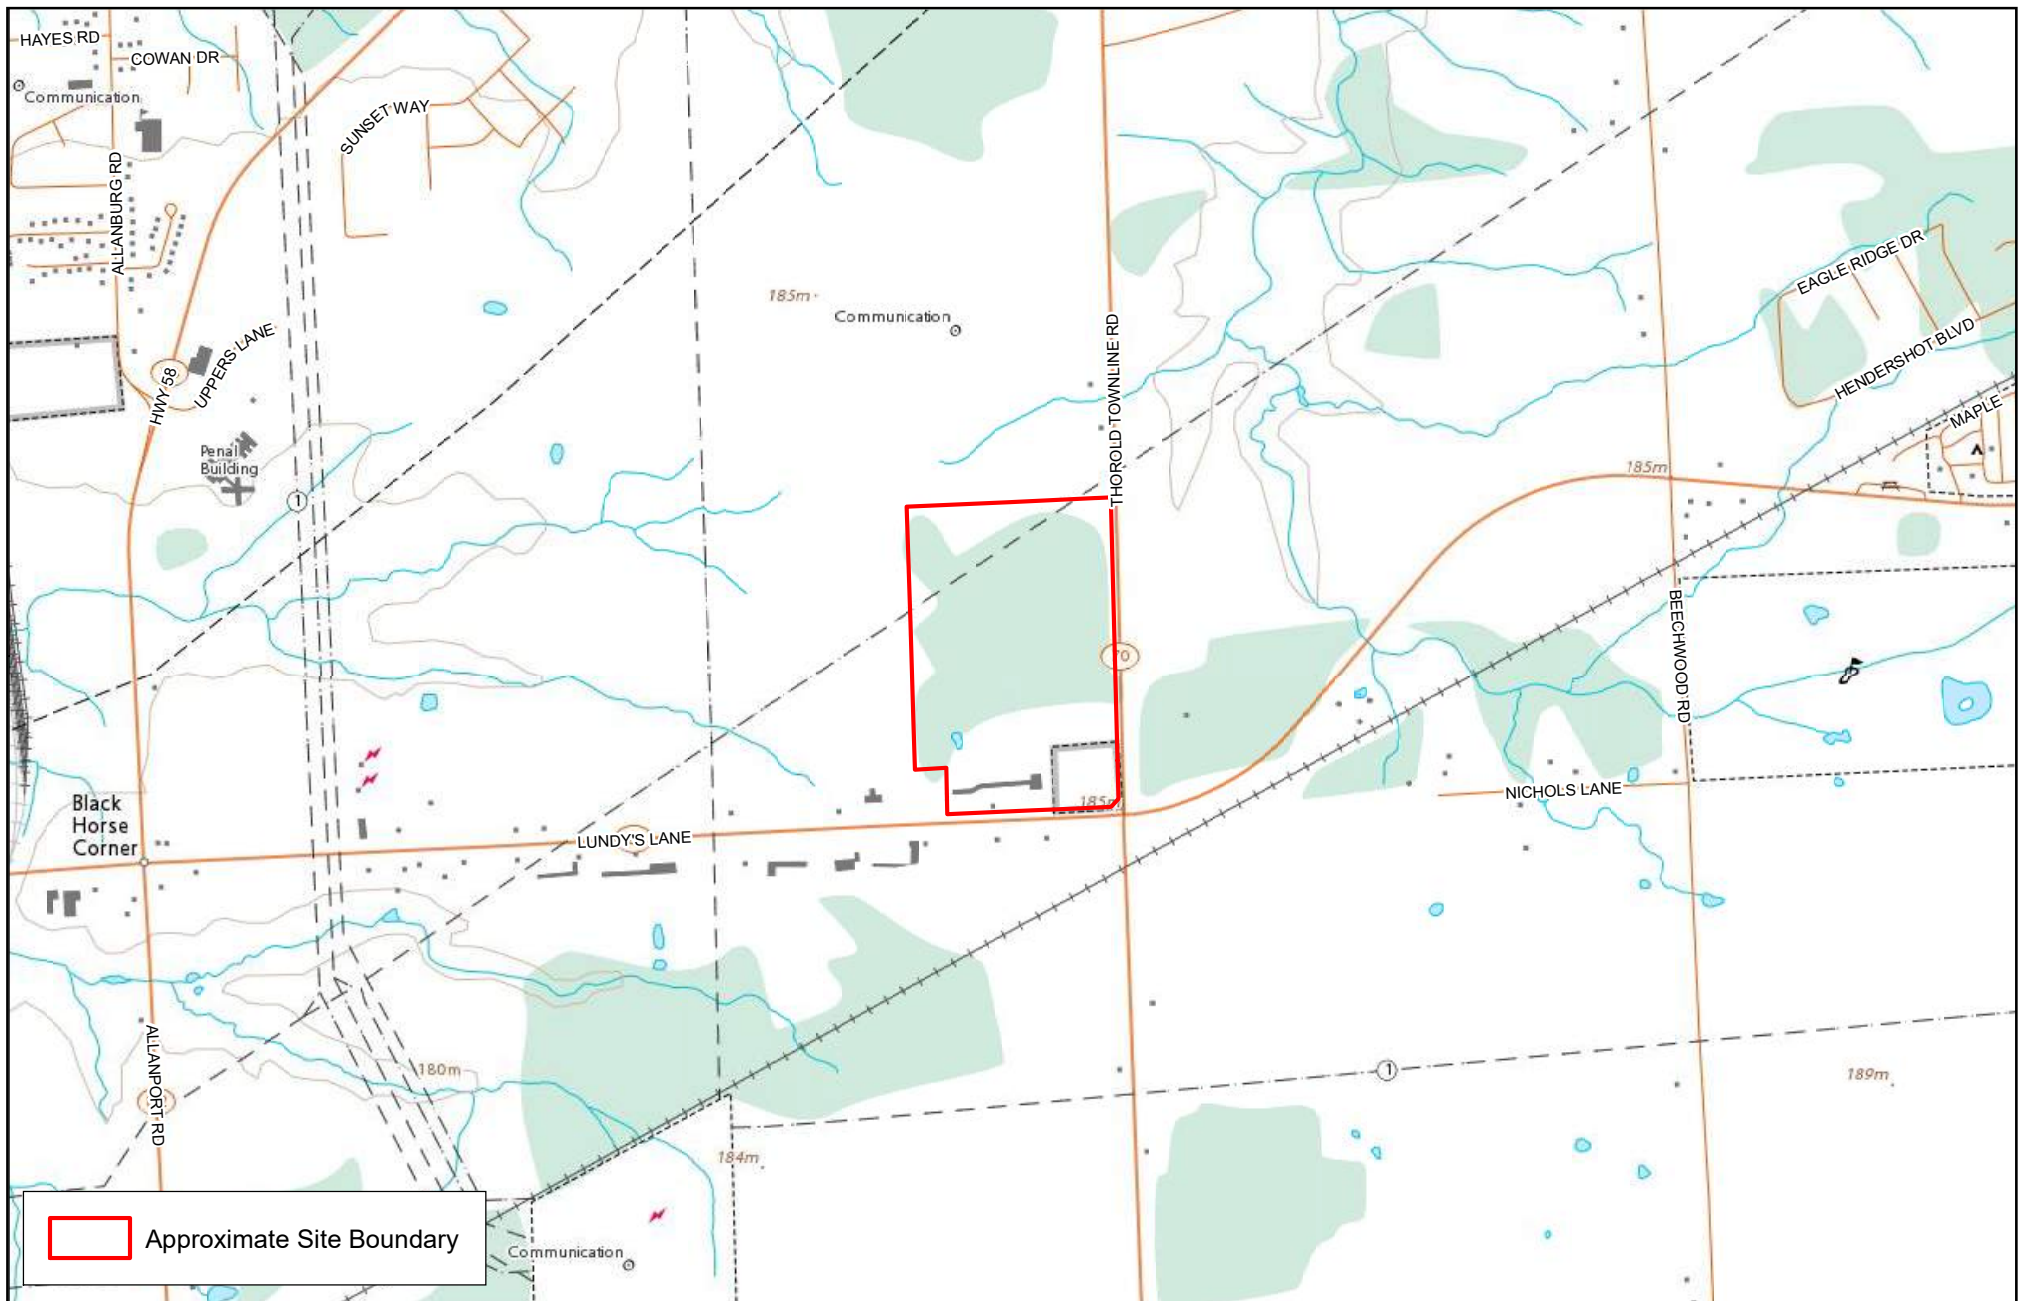 HAYES RD
COWAN DR
Communication
SUNSET WAY
ALLANBURG RD
185m
Communication
THOROLD TOWNLINE RD
EAGLE RIDGE DR
HENDERSHOT BLVD
MAPLE
HWY 58
UPPERS LANE
Penal
Building
1
185m
BEECHWOOD RD
Black
Horse
Corner
LUNDY'S LANE
185m
NICHOLS LANE
ALLANPORT RD
180m
1
189m
184m
Communication
Approximate Site Boundary